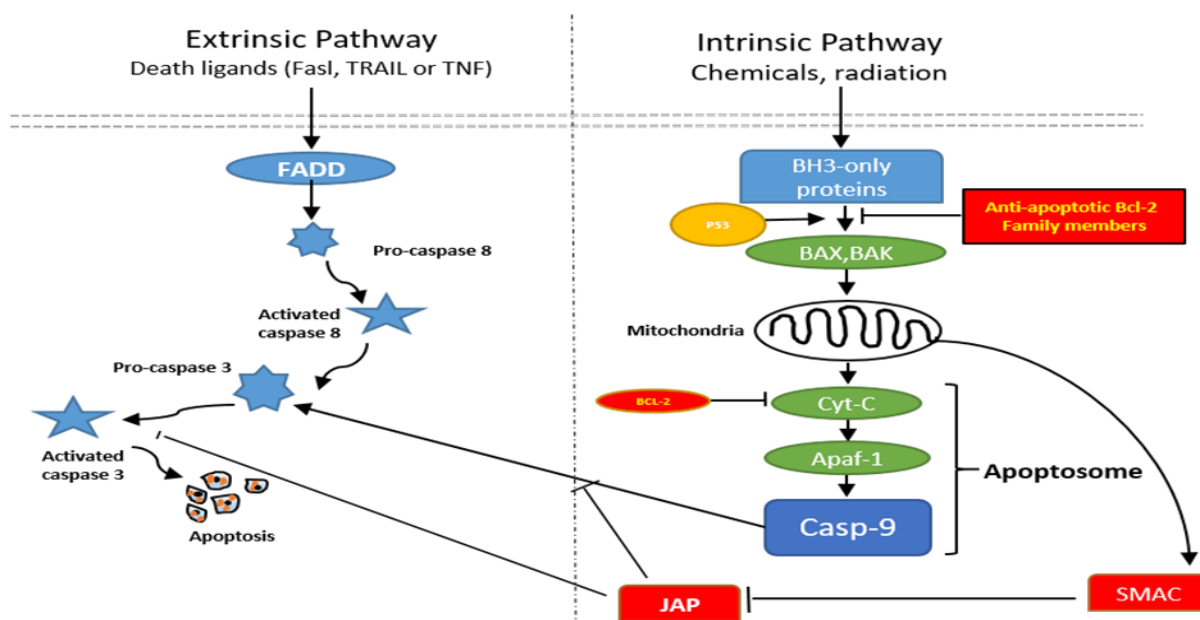 Extrinsic Pathway
Death ligands (Fasl, TRAIL or TNF)
FADD
Pro-caspase 8
Activated
caspase 8
Pro-caspase 3
Activated
caspase 3
Apoptosis
Intrinsic Pathway
Chemicals, radiation
BH3-only
proteins
P53
Anti-apoptotic Bcl-2
Family members
BAX,BAK
Mitochondria
BCL-2
Cyt-C
Apaf-1
Casp-9
Apoptosome
JAP
SMAC